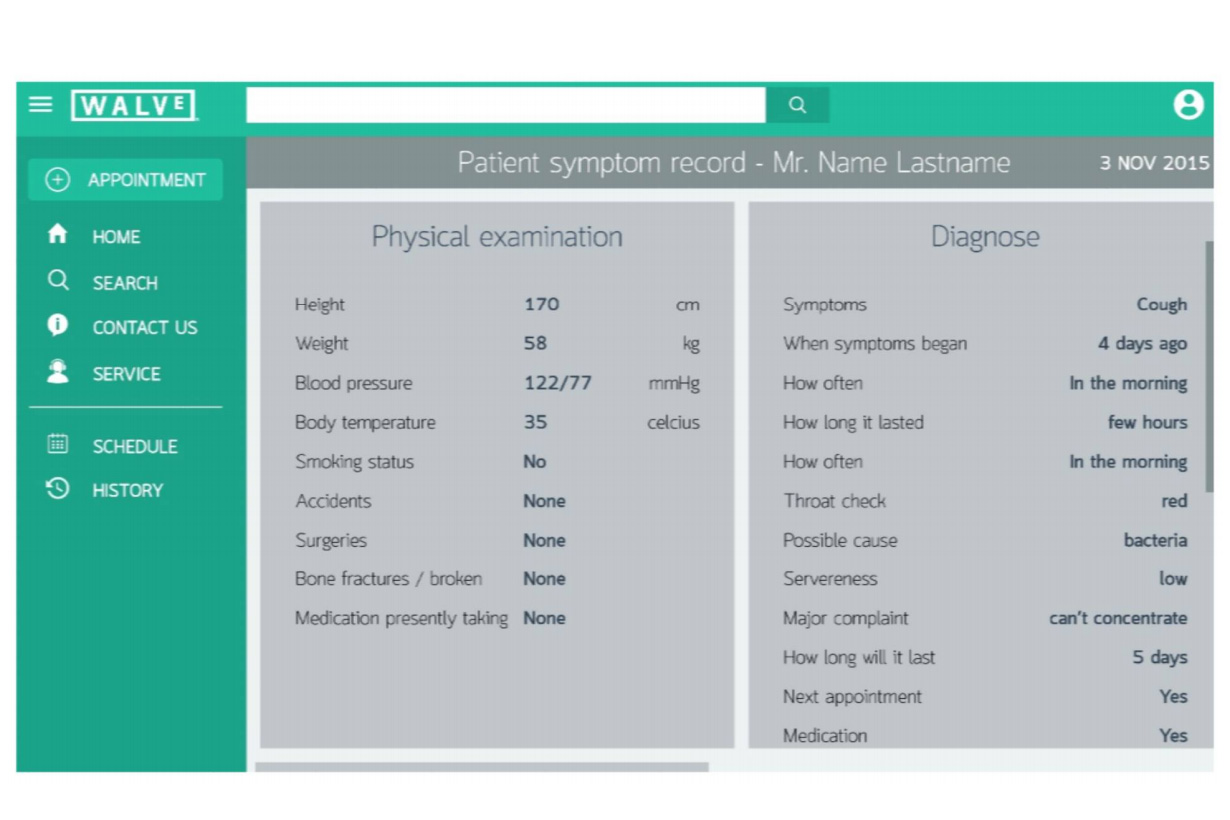 WALVE
Patient symptom record - Mr. Name Lastname 3 NOV 2015
APPOINTMENT
HOME
SEARCH
CONTACT US
SERVICE
SCHEDULE
HISTORY
Physical examination
Height 170 cm
Weight 58 kg
Blood pressure 122/77 mmHg
Body temperature 35 celcius
Smoking status No
Accidents None
Surgeries None
Bone fractures / broken None
Medication presently taking None
Diagnose
Symptoms Cough
When symptoms began 4 days ago
How often In the morning
How long it lasted few hours
How often In the morning
Throat check red
Possible cause bacteria
Servereness low
Major complaint can't concentrate
How long will it last 5 days
Next appointment Yes
Medication Yes